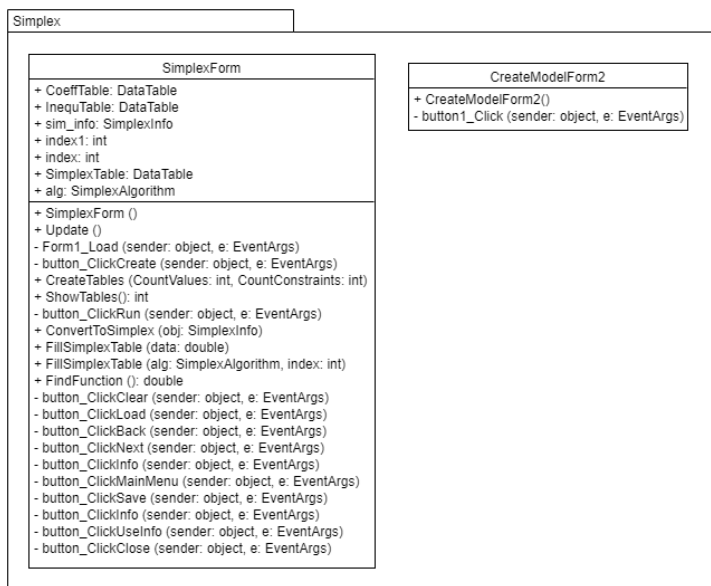 Simplex
SimplexForm
+ CoeffTable: DataTable
+ InequTable: DataTable
+ sim_info: SimplexInfo
+ index1: int
+ index: int
+ SimplexTable: DataTable
+ alg: SimplexAlgorithm
+ SimplexForm ()
+ Update ()
- Form1_Load (sender: object, e: EventArgs)
- button_ClickCreate (sender: object, e: EventArgs)
+ CreateTables (CountValues: int, CountConstraints: int)
+ ShowTables(): int
- button_ClickRun (sender: object, e: EventArgs)
+ ConvertToSimplex (obj: SimplexInfo)
+ FillSimplexTable (data: double)
+ FillSimplexTable (alg: SimplexAlgorithm, index: int)
+ FindFunction (): double
- button_ClickClear (sender: object, e: EventArgs)
- button_ClickLoad (sender: object, e: EventArgs)
- button_ClickBack (sender: object, e: EventArgs)
- button_ClickNext (sender: object, e: EventArgs)
- button_ClickInfo (sender: object, e: EventArgs)
- button_ClickMainMenu (sender: object, e: EventArgs)
- button_ClickSave (sender: object, e: EventArgs)
- button_ClickInfo (sender: object, e: EventArgs)
- button_ClickUseInfo (sender: object, e: EventArgs)
- button_ClickClose (sender: object, e: EventArgs)
CreateModelForm2
+ CreateModelForm2()
- button1_Click (sender: object, e: EventArgs)